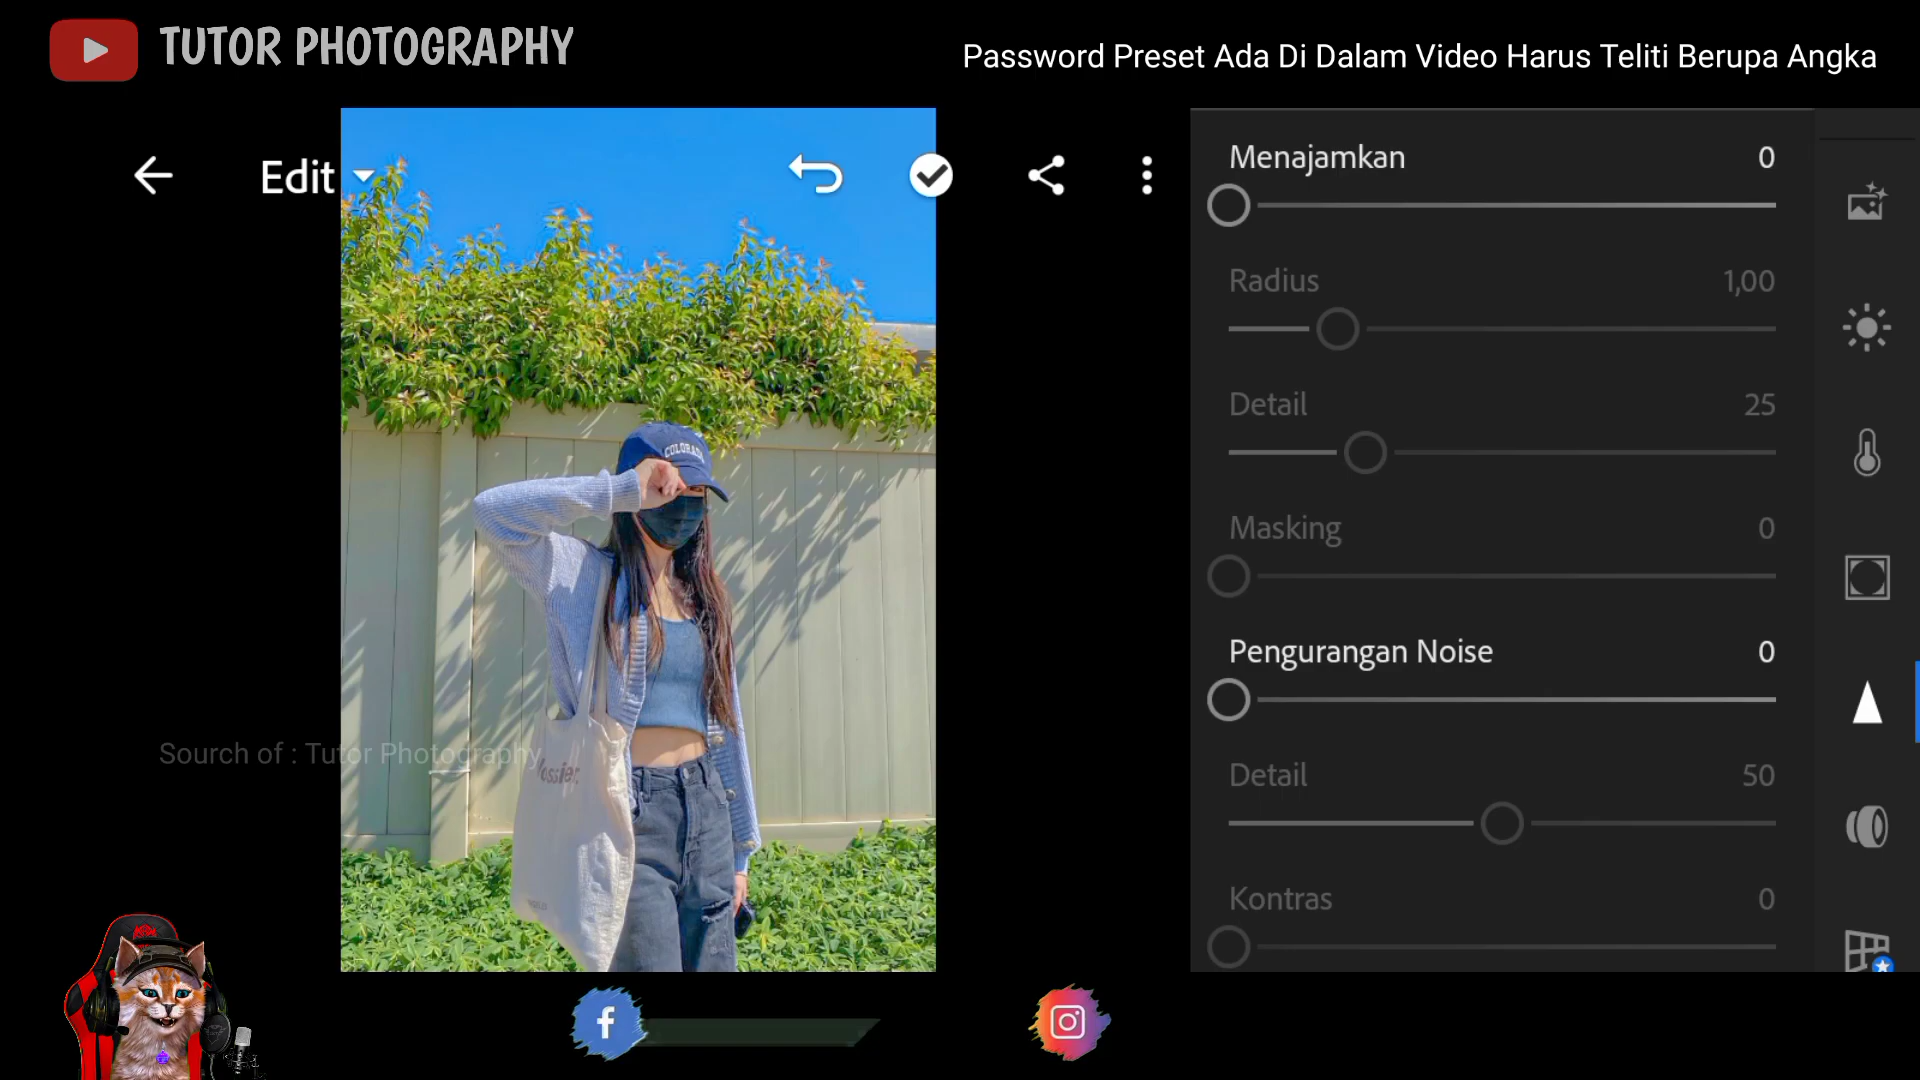 TUTOR PHOTOGRAPHY
Password Preset Ada Di Dalam Video Harus Teliti Berupa Angka
Edit
Menajamkan 0
Radius 1,00
Detail 25
Masking 0
Pengurangan Noise 0
Detail 50
Kontras 0
COLORADO
Sourch of : Tutor Photography